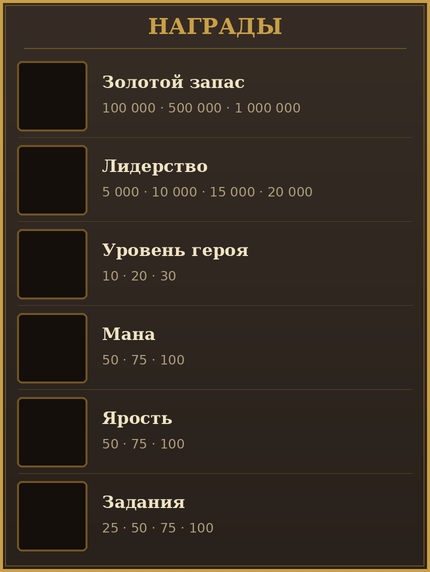 НАГРАДЫ
Золотой запас
100 000 · 500 000 · 1 000 000
Лидерство
5 000 · 10 000 · 15 000 · 20 000
Уровень героя
10 · 20 · 30
Мана
50 · 75 · 100
Ярость
50 · 75 · 100
Задания
25 · 50 · 75 · 100